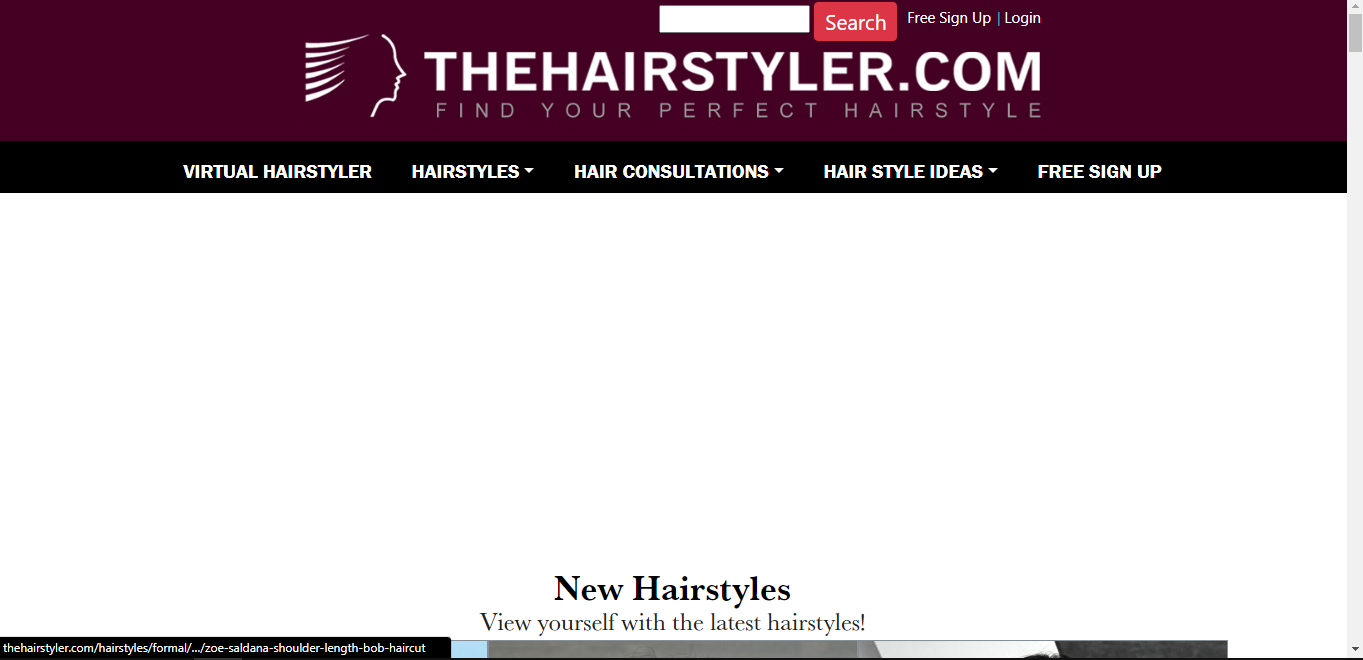 Search Free Sign Up | Login
THEHAIRSTYLER.COM
FIND YOUR PERFECT HAIRSTYLE
VIRTUAL HAIRSTYLER HAIRSTYLES HAIR CONSULTATIONS HAIR STYLE IDEAS FREE SIGN UP
New Hairstyles
View yourself with the latest hairstyles!
thehairstyler.com/hairstyles/formal/.../zoe-saldana-shoulder-length-bob-haircut